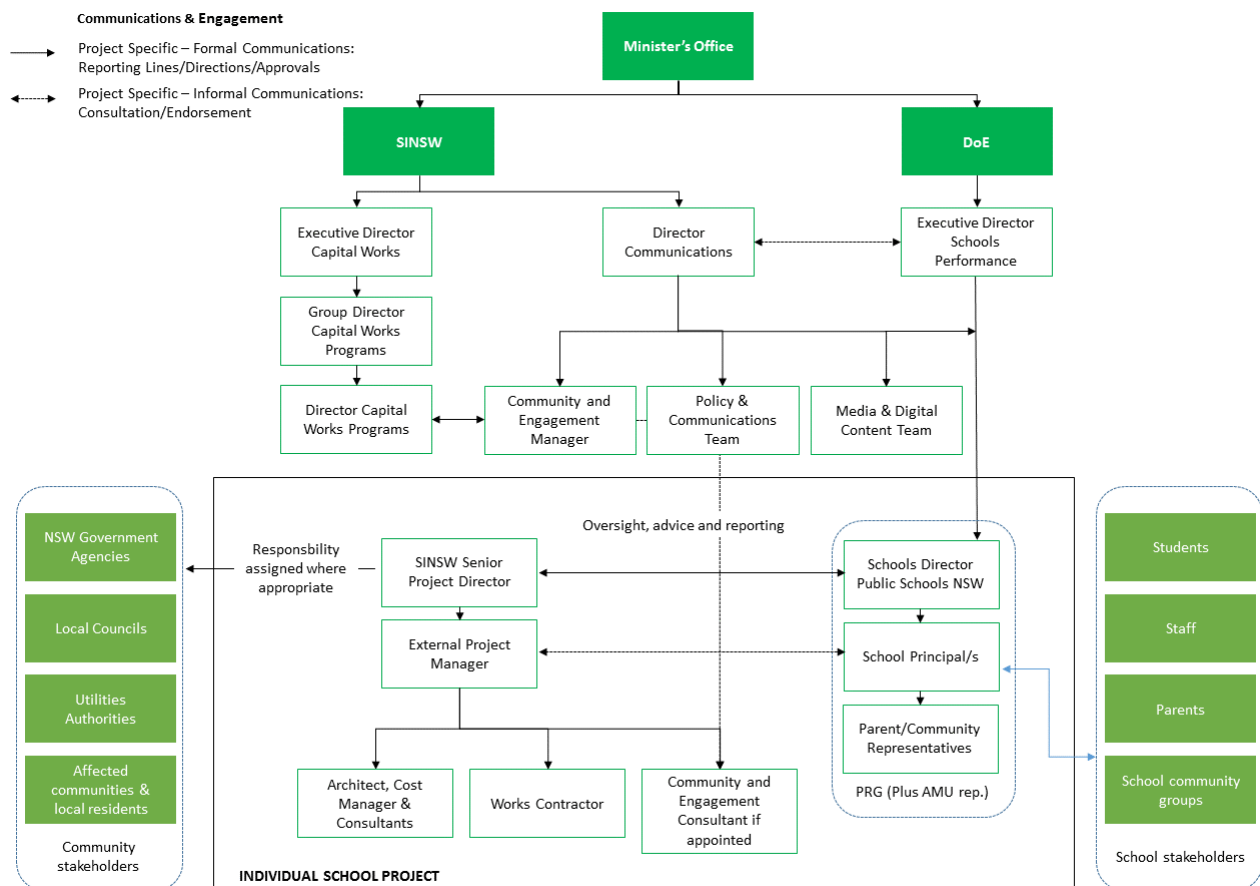 Communications & Engagement
Project Specific – Formal Communications:
Reporting Lines/Directions/Approvals
Project Specific – Informal Communications:
Consultation/Endorsement
Minister's Office
SINSW
DoE
Executive Director
Capital Works
Director
Communications
Executive Director
Schools
Performance
Group Director
Capital Works
Programs
Director Capital
Works Programs
Community and
Engagement
Manager
Policy &
Communications
Team
Media & Digital
Content Team
NSW Government
Agencies
Local Councils
Utilities
Authorities
Affected
communities &
local residents
Community
stakeholders
Responsbility
assigned where
appropriate
Oversight, advice and reporting
SINSW Senior
Project Director
External Project
Manager
Architect, Cost
Manager &
Consultants
Works Contractor
Community and
Engagement
Consultant if
appointed
Schools Director
Public Schools NSW
School Principal/s
Parent/Community
Representatives
PRG (Plus AMU rep.)
INDIVIDUAL SCHOOL PROJECT
Students
Staff
Parents
School community
groups
School stakeholders